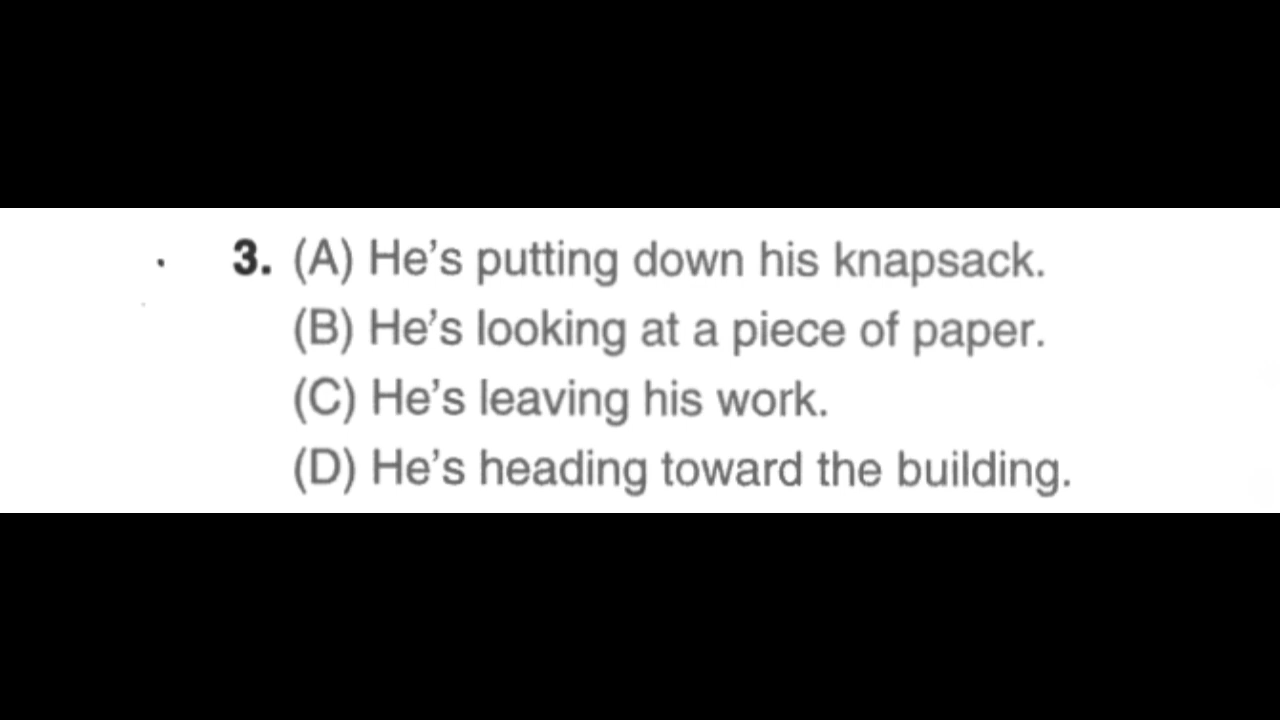 3. (A) He's putting down his knapsack.
(B) He's looking at a piece of paper.
(C) He's leaving his work.
(D) He's heading toward the building.